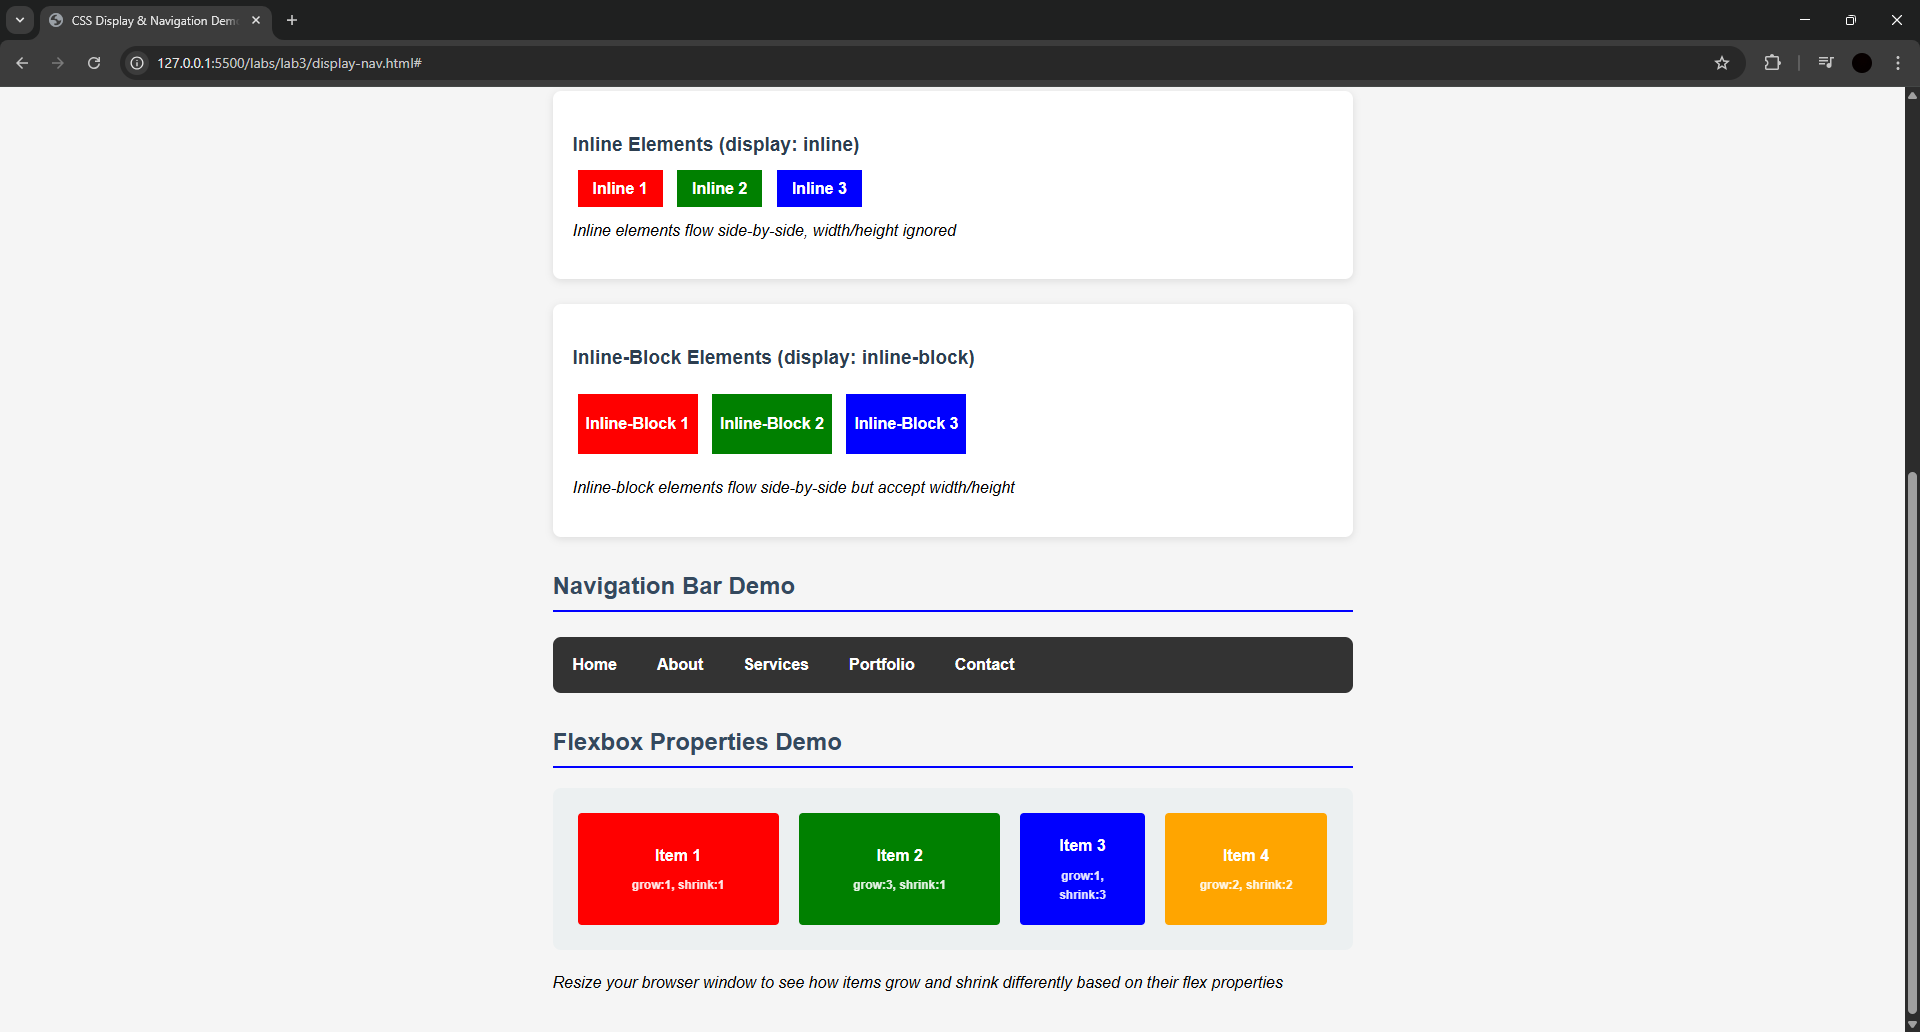 CSS Display & Navigation Dem
127.0.0.1:5500/labs/lab3/display-nav.html#
Inline Elements (display: inline)
Inline 1 Inline 2 Inline 3
Inline elements flow side-by-side, width/height ignored
Inline-Block Elements (display: inline-block)
Inline-Block 1 Inline-Block 2 Inline-Block 3
Inline-block elements flow side-by-side but accept width/height
Navigation Bar Demo
Home About Services Portfolio Contact
Flexbox Properties Demo
Item 1
grow:1, shrink:1
Item 2
grow:3, shrink:1
Item 3
grow:1,
shrink:3
Item 4
grow:2, shrink:2
Resize your browser window to see how items grow and shrink differently based on their flex properties